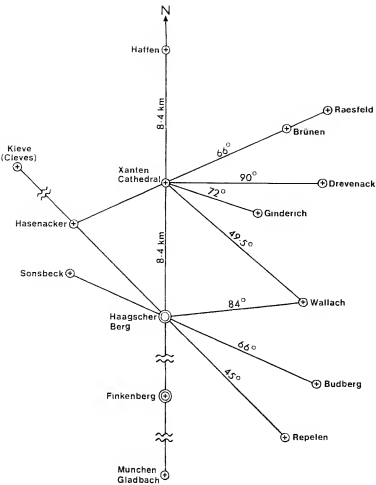 N
Haffen
8·4 km
Raesfeld
Brünen
66°
Kleve
(Cleves)
Xanten
Cathedral
90°
Drevenack
72°
Ginderich
Hasenacker
49.5°
8·4 km
Sonsbeck
84°
Wallach
Haagscher
Berg
66°
Budberg
45°
Finkenberg
Repelen
Munchen
Gladbach